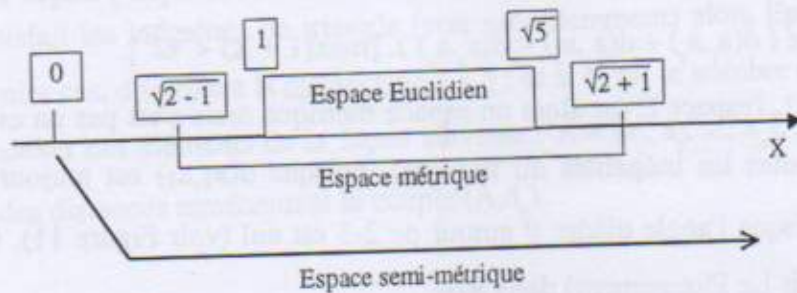 1
√5
0
√2 - 1
Espace Euclidien
√2 + 1
X
Espace métrique
Espace semi-métrique